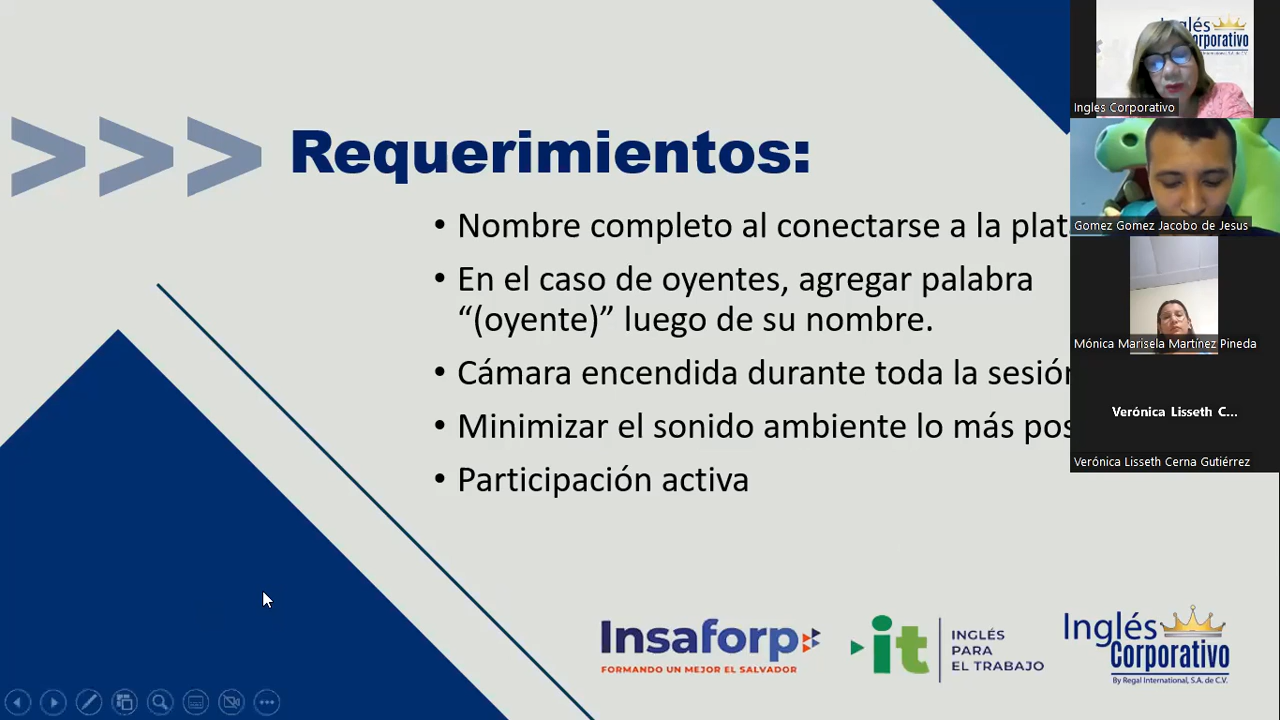 Requerimientos:
• Nombre completo al conectarse a la plat
• En el caso de oyentes, agregar palabra
“(oyente)” luego de su nombre.
• Cámara encendida durante toda la sesión
• Minimizar el sonido ambiente lo más pos
• Participación activa
Insaforp
FORMANDO UN MEJOR EL SALVADOR
it
INGLÉS
PARA
EL TRABAJO
Inglés
Corporativo
By Regal International, S.A. de C.V.
Inglés
Corporativo
Ingles Corporativo
Gomez Gomez Jacobo de Jesus
Mónica Marisela Martínez Pineda
Verónica Lisseth C...
Verónica Lisseth Cerna Gutiérrez